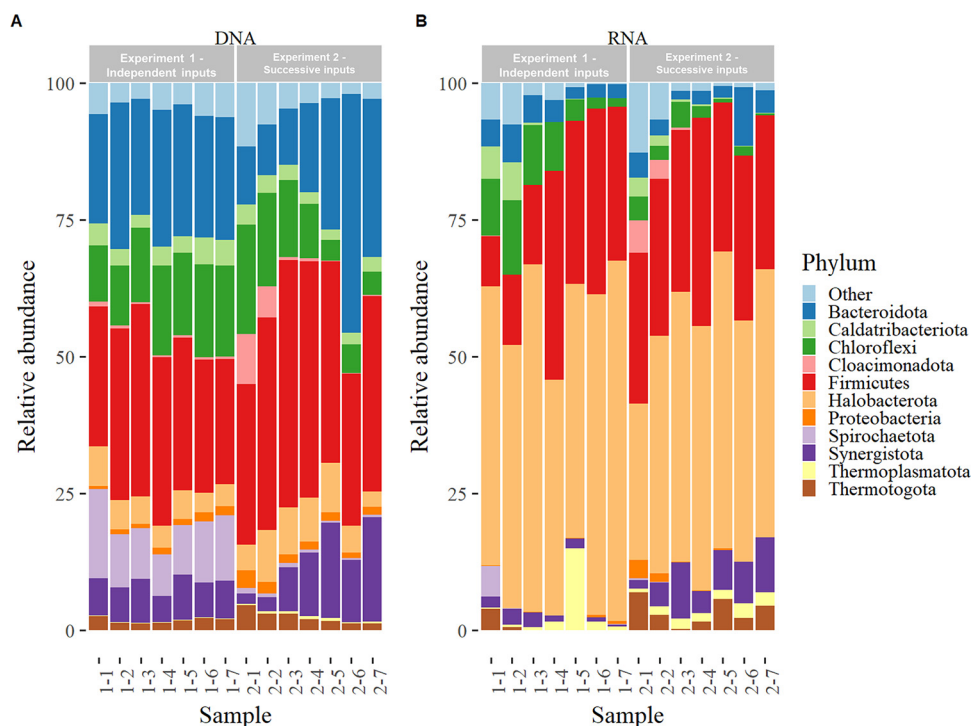 A
DNA
Experiment 1 -
Independent inputs
Experiment 2 -
Successive inputs
100
75
50
25
0
Relative abundance
1-1
1-2
1-3
1-4
1-5
1-6
1-7
2-1
2-2
2-3
2-4
2-5
2-6
2-7
Sample
B
RNA
Experiment 1 -
Independent inputs
Experiment 2 -
Successive inputs
100
75
50
25
0
Relative abundance
1-1
1-2
1-3
1-4
1-5
1-6
1-7
2-1
2-2
2-3
2-4
2-5
2-6
2-7
Sample
Phylum
Other
Bacteroidota
Caldatribacteriota
Chloroflexi
Cloacimonadota
Firmicutes
Halobacterota
Proteobacteria
Spirochaetota
Synergistota
Thermoplasmatota
Thermotogota